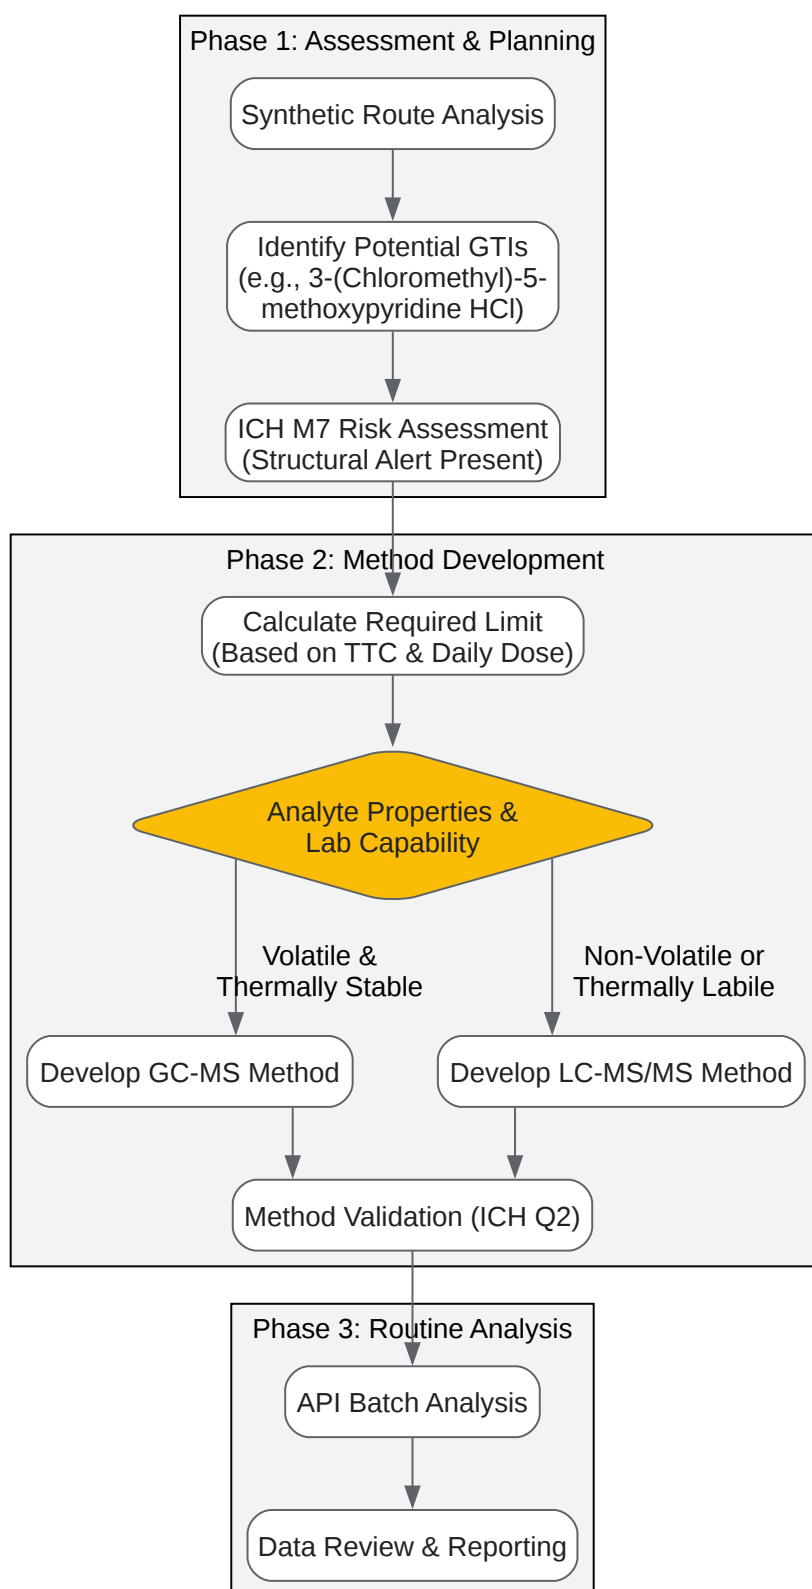 Phase 1: Assessment & Planning
Synthetic Route Analysis
Identify Potential GTIs
(e.g., 3-(Chloromethyl)-5-
methoxypyridine HCl)
ICH M7 Risk Assessment
(Structural Alert Present)
Phase 2: Method Development
Calculate Required Limit
(Based on TTC & Daily Dose)
Analyte Properties &
Lab Capability
Volatile &
Thermally Stable
Non-Volatile or
Thermally Labile
Develop GC-MS Method
Develop LC-MS/MS Method
Method Validation (ICH Q2)
Phase 3: Routine Analysis
API Batch Analysis
Data Review & Reporting